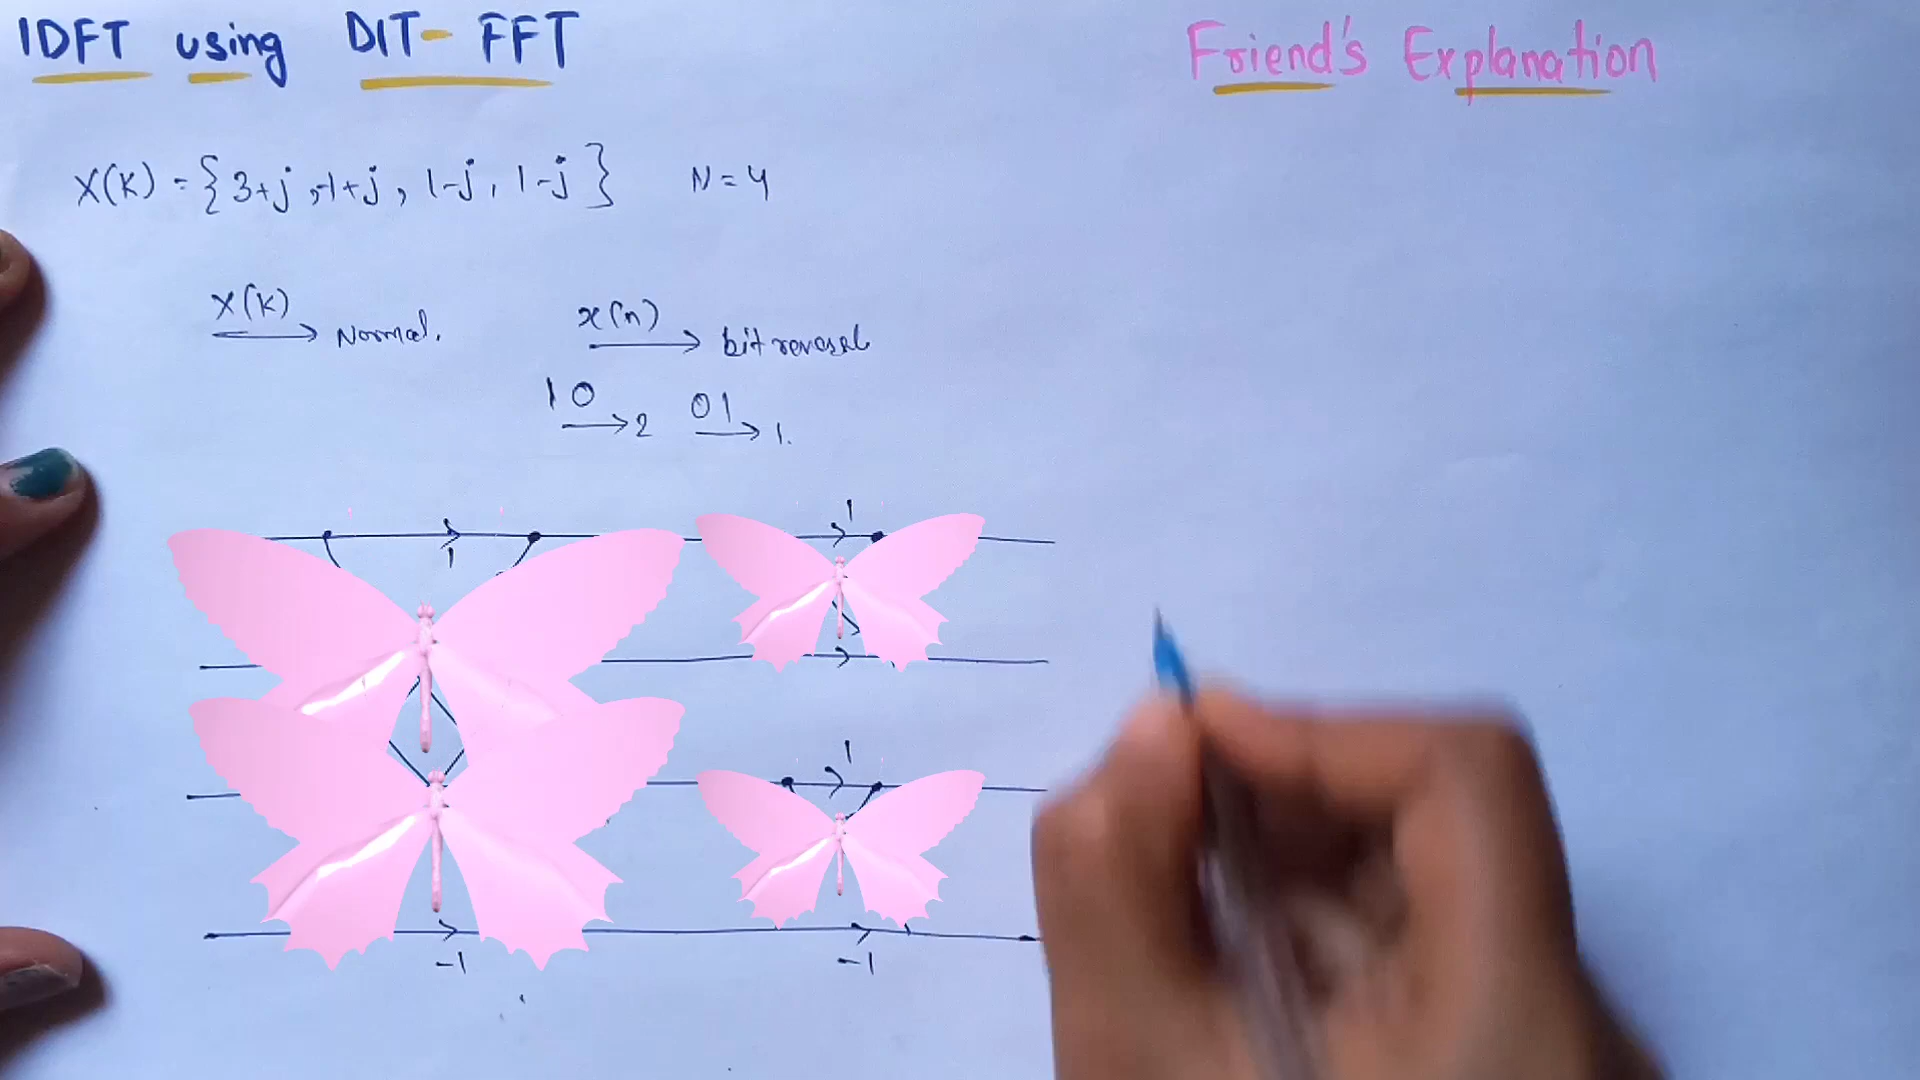 IDFT using DIT-FFT
Friend's Explanation
X(K) = {3+j, -1+j, 1-j, 1-j} N=4
X(K) → Normal.
x(n) → bit reversal
10 → 2 01 → 1.
1
1
1
-1
-1